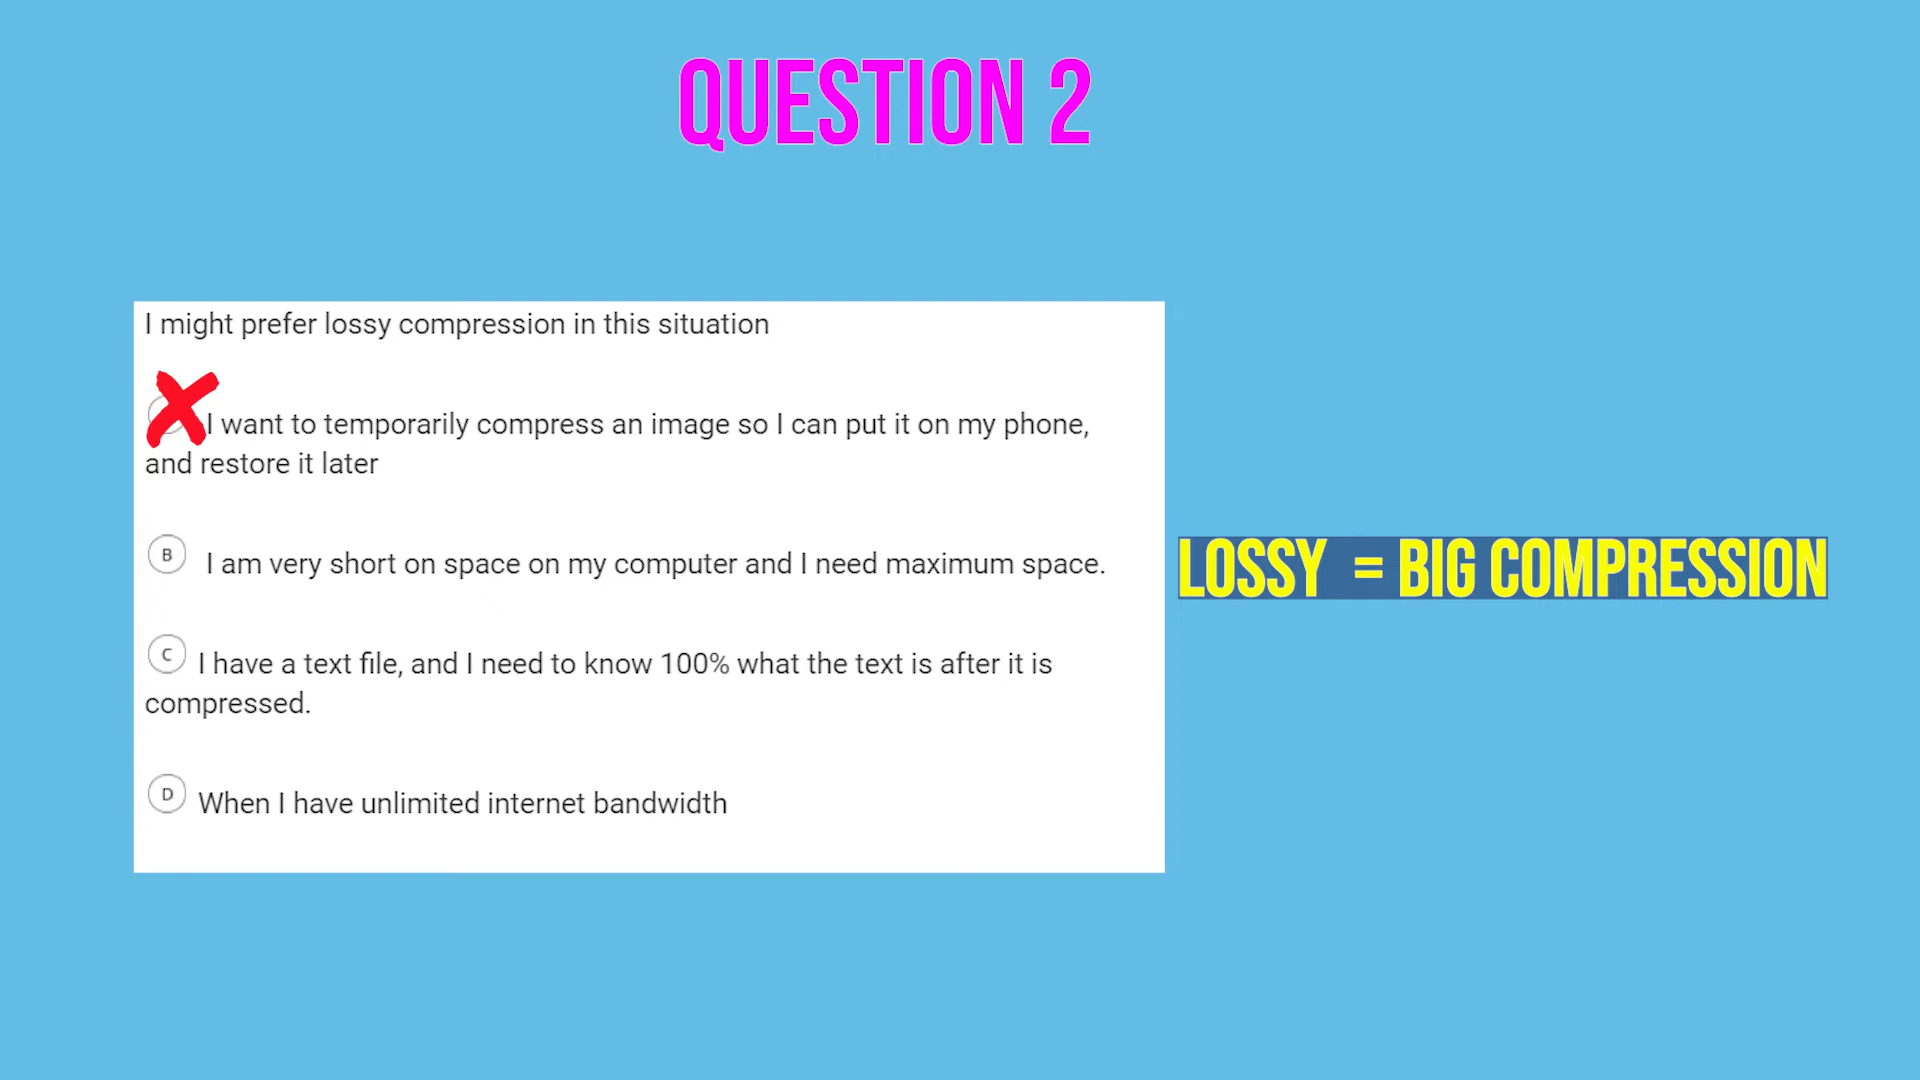 QUESTION 2
I might prefer lossy compression in this situation
I want to temporarily compress an image so I can put it on my phone,
and restore it later
B I am very short on space on my computer and I need maximum space.
LOSSY = BIG COMPRESSION
C I have a text file, and I need to know 100% what the text is after it is
compressed.
D When I have unlimited internet bandwidth